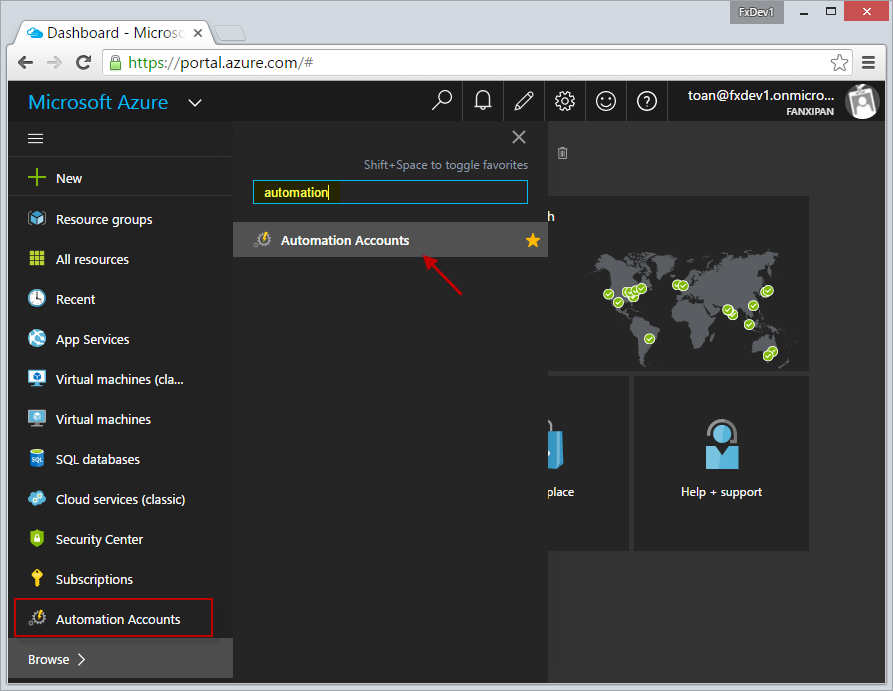 FxDev1
Dashboard - Microso
https://portal.azure.com/#
Microsoft Azure
toan@fxdev1.onmicro...
FANXIPAN
New
Resource groups
All resources
Recent
App Services
Virtual machines (cla...
Virtual machines
SQL
SQL databases
Cloud services (classic)
Security Center
Subscriptions
Automation Accounts
Browse
Shift+Space to toggle favorites
automation
Automation Accounts
h
place
Help + support